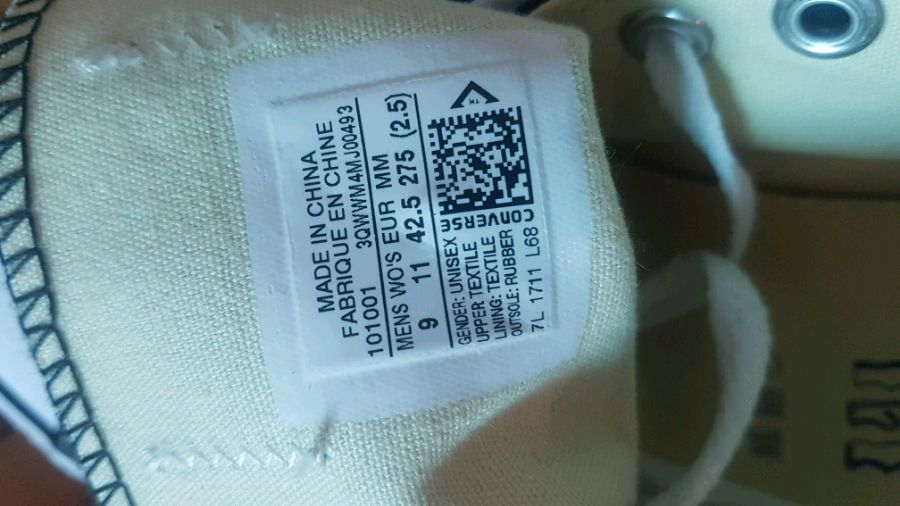 MADE IN CHINA
FABRIQUE EN CHINE
3QWWM4MJ00493
101001
MENS WO'S EUR MM
9 11 42.5 275 (2.5)
™
CONVERSE
GENDER: UNISEX
UPPER TEXTILE
LINING: TEXTILE
OUTSOLE: RUBBER
7L 1711 L68